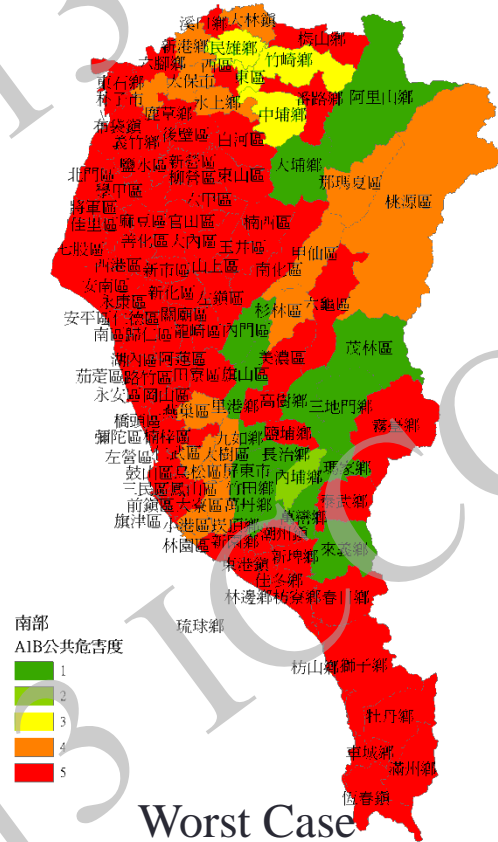 溪口鄉 大林鎮
新港鄉 民雄鄉 梅山鄉
六腳鄉 西區 竹崎鄉
東石鄉 太保市 東區
朴子市 水上鄉 中埔鄉 番路鄉 阿里山鄉
鹿草鄉
布袋鎮 後壁區 白河區
義竹鄉
鹽水區 新營區 大埔鄉
北門區 柳營區 東山區 那瑪夏區
學甲區 六甲區 桃源區
將軍區
佳里區 麻豆區 官田區 楠西區
七股區 善化區 大內區 玉井區 甲仙區
西港區 新市區 山上區 南化區
安南區 新化區 左鎮區 六龜區
永康區 杉林區
安平區 仁德區 關廟區
南區 歸仁區 龍崎區 內門區 茂林區
湖內區 阿蓮區 美濃區
茄萣區 路竹區 田寮區 旗山區
永安區 岡山區
燕巢區 里港鄉 高樹鄉 三地門鄉
橋頭區 霧臺鄉
彌陀區 梓官區 九如鄉 鹽埔鄉
左營區 仁武區 大樹區 長治鄉
鼓山區 鳥松區 屏東市 內埔鄉 瑪家鄉
三民區 鳳山區 竹田鄉 泰武鄉
前鎮區 大寮區 萬丹鄉 萬巒鄉
旗津區 小港區 崁頂鄉 潮州鎮
林園區 新園鄉 來義鄉
東港鎮 新埤鄉
佳冬鄉
林邊鄉 枋寮鄉 春日鄉
琉球鄉
枋山鄉 獅子鄉
牡丹鄉
車城鄉
滿州鄉
恆春鎮
南部
A1B公共危害度
1
2
3
4
5
Worst Case